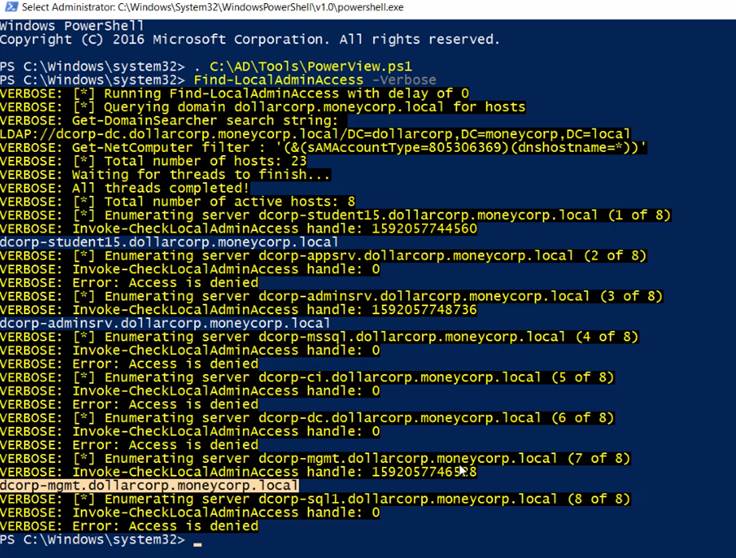 Select Administrator: C:\Windows\System32\WindowsPowerShell\v1.0\powershell.exe
Windows PowerShell
Copyright (C) 2016 Microsoft Corporation. All rights reserved.
PS C:\Windows\system32> . C:\AD\Tools\PowerView.ps1
PS C:\Windows\system32> Find-LocalAdminAccess -Verbose
VERBOSE: [*] Running Find-LocalAdminAccess with delay of 0
VERBOSE: [*] Querying domain dollarcorp.moneycorp.local for hosts
VERBOSE: Get-DomainSearcher search string:
LDAP://dcorp-dc.dollarcorp.moneycorp.local/DC=dollarcorp,DC=moneycorp,DC=local
VERBOSE: Get-NetComputer filter : '(&(sAMAccountType=805306369)(dnshostname=*))'
VERBOSE: [*] Total number of hosts: 23
VERBOSE: Waiting for threads to finish...
VERBOSE: All threads completed!
VERBOSE: [*] Total number of active hosts: 8
VERBOSE: [*] Enumerating server dcorp-student15.dollarcorp.moneycorp.local (1 of 8)
VERBOSE: Invoke-CheckLocalAdminAccess handle: 1592057744560
dcorp-student15.dollarcorp.moneycorp.local
VERBOSE: [*] Enumerating server dcorp-appsrv.dollarcorp.moneycorp.local (2 of 8)
VERBOSE: Invoke-CheckLocalAdminAccess handle: 0
VERBOSE: Error: Access is denied
VERBOSE: [*] Enumerating server dcorp-adminsrv.dollarcorp.moneycorp.local (3 of 8)
VERBOSE: Invoke-CheckLocalAdminAccess handle: 1592057748736
dcorp-adminsrv.dollarcorp.moneycorp.local
VERBOSE: [*] Enumerating server dcorp-mssql.dollarcorp.moneycorp.local (4 of 8)
VERBOSE: Invoke-CheckLocalAdminAccess handle: 0
VERBOSE: Error: Access is denied
VERBOSE: [*] Enumerating server dcorp-ci.dollarcorp.moneycorp.local (5 of 8)
VERBOSE: Invoke-CheckLocalAdminAccess handle: 0
VERBOSE: Error: Access is denied
VERBOSE: [*] Enumerating server dcorp-dc.dollarcorp.moneycorp.local (6 of 8)
VERBOSE: Invoke-CheckLocalAdminAccess handle: 0
VERBOSE: Error: Access is denied
VERBOSE: [*] Enumerating server dcorp-mgmt.dollarcorp.moneycorp.local (7 of 8)
VERBOSE: Invoke-CheckLocalAdminAccess handle:
dcorp-mgmt.dollarcorp.moneycorp.local
VERBOSE: [*] Enumerating server dcorp-sql1.dollarcorp.moneycorp.local (8 of 8)
VERBOSE: Invoke-CheckLocalAdminAccess handle: 0
VERBOSE: Error: Access is denied
PS C:\Windows\system32> _